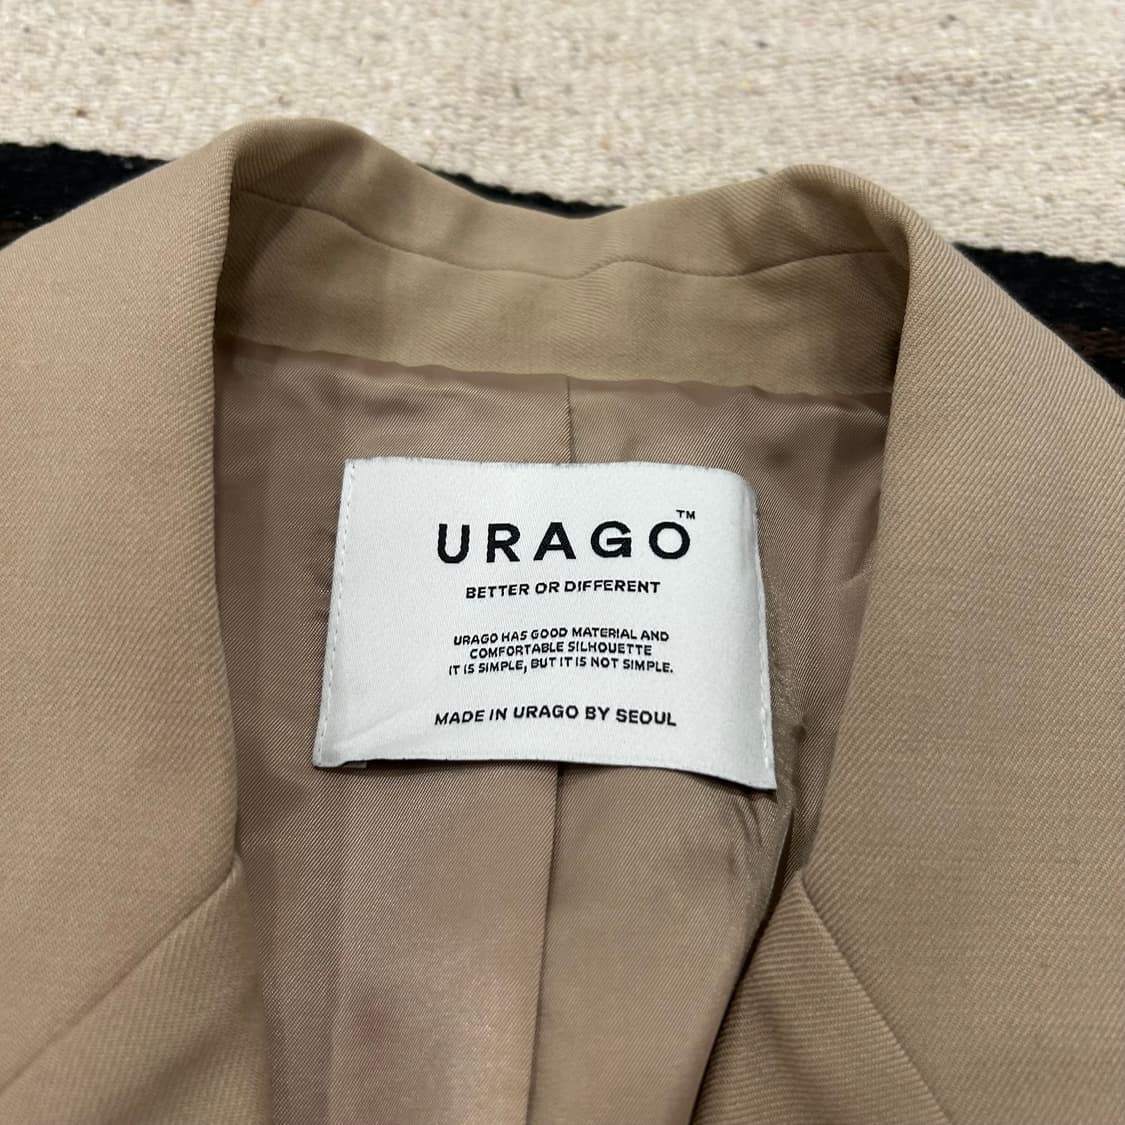 URAGO™
BETTER OR DIFFERENT
URAGO HAS GOOD MATERIAL AND
COMFORTABLE SILHOUETTE
IT IS SIMPLE, BUT IT IS NOT SIMPLE.
MADE IN URAGO BY SEOUL